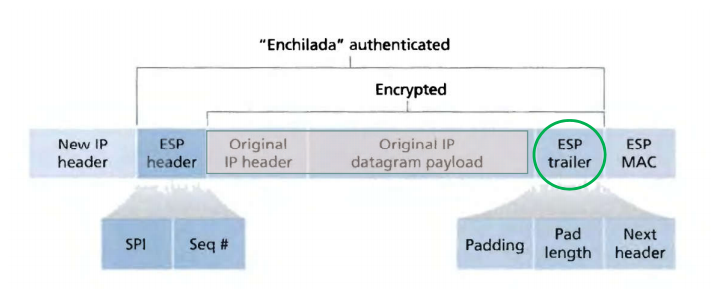 “Enchilada” authenticated
Encrypted
New IP
header
ESP
header
Original
IP header
Original IP
datagram payload
ESP
trailer
ESP
MAC
SPI
Seq #
Padding
Pad
length
Next
header